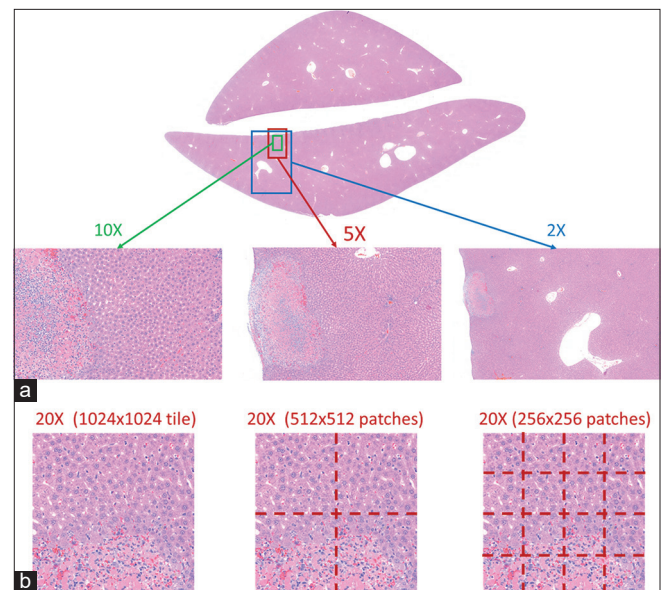 10X
5X
2X
a
20X (1024x1024 tile)
20X (512x512 patches)
20X (256x256 patches)
b